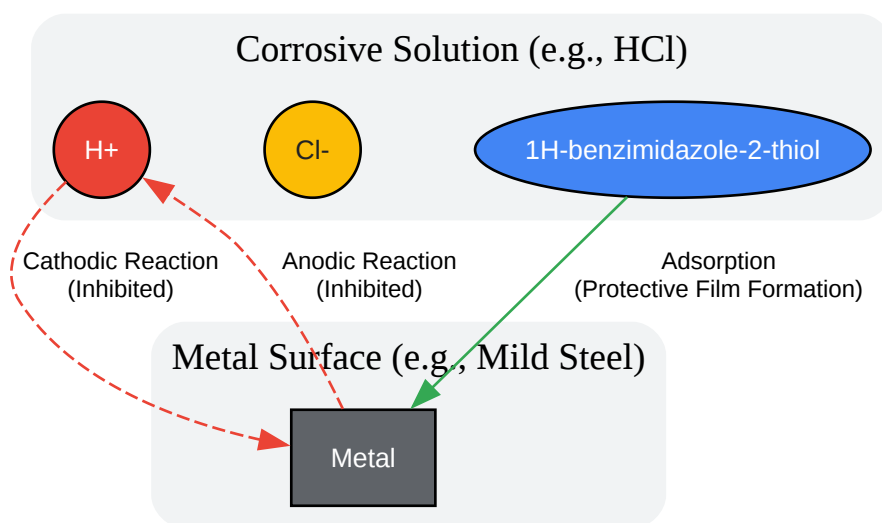 Corrosive Solution (e.g., HCl)
H+
Cl-
1H-benzimidazole-2-thiol
Cathodic Reaction
(Inhibited)
Anodic Reaction
(Inhibited)
Adsorption
(Protective Film Formation)
Metal Surface (e.g., Mild Steel)
Metal